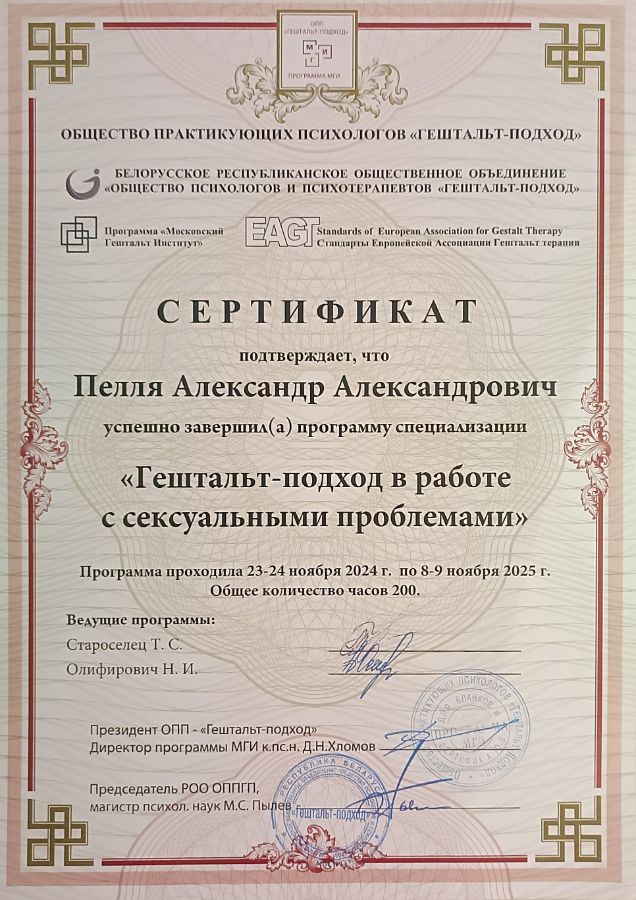 ОПП
«ГЕШТАЛЬТ-ПОДХОД»
М
И
Г
ПРОГРАММА МГИ
ОБЩЕСТВО ПРАКТИКУЮЩИХ ПСИХОЛОГОВ «ГЕШТАЛЬТ-ПОДХОД»
БЕЛОРУССКОЕ РЕСПУБЛИКАНСКОЕ ОБЩЕСТВЕННОЕ ОБЪЕДИНЕНИЕ
«ОБЩЕСТВО ПСИХОЛОГОВ И ПСИХОТЕРАПЕВТОВ «ГЕШТАЛЬТ-ПОДХОД»
Программа «Московский
Гештальт Институт»
EAGT
Standards of European Association for Gestalt Therapy
Стандарты Европейской Ассоциации Гештальт терапии
СЕРТИФИКАТ
подтверждает, что
Пелля Александр Александрович
успешно завершил(а) программу специализации
«Гештальт-подход в работе
с сексуальными проблемами»
Программа проходила 23-24 ноября 2024 г. по 8-9 ноября 2025 г.
Общее количество часов 200.
Ведущие программы:
Староселец Т. С.
Олифирович Н. И.
Президент ОПП - «Гештальт-подход»
Директор программы МГИ к.пс.н. Д.Н.Хломов
Председатель РОО ОППГП,
магистр психол. наук М.С. Пылев
«Гештальт-подход»
РЕСПУБЛИКА БЕЛАРУСЬ